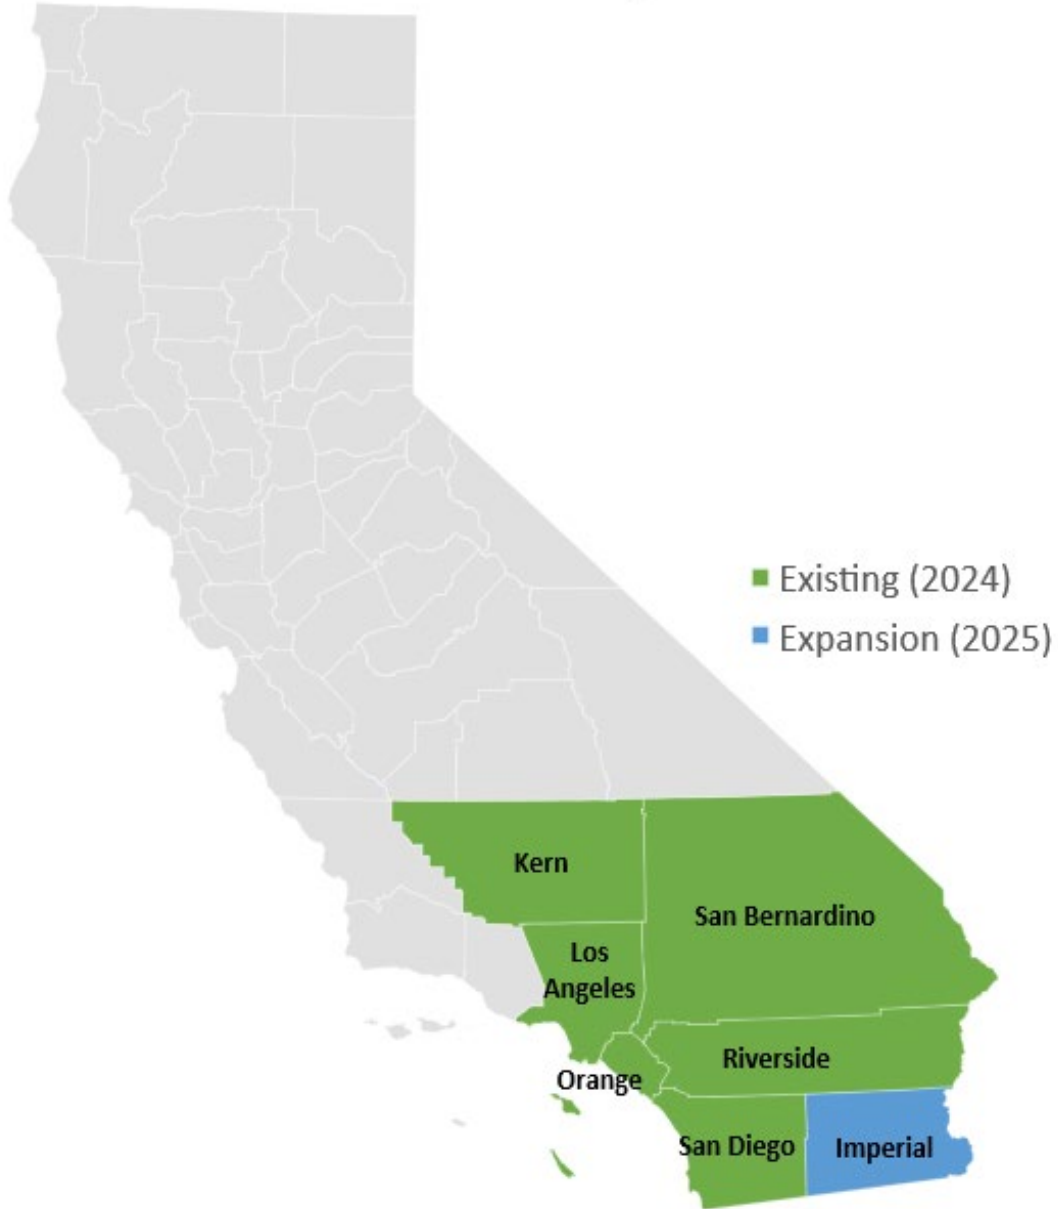 Existing (2024)
Expansion (2025)
Kern
San Bernardino
Los
Angeles
Riverside
Orange
San Diego
Imperial